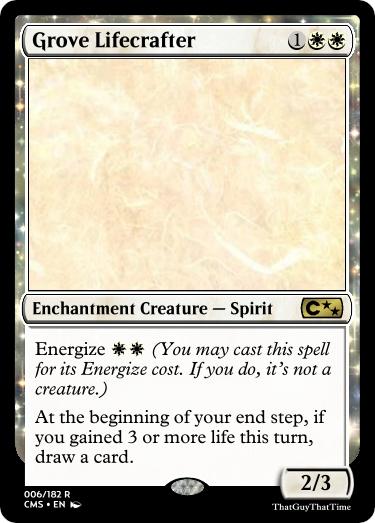 Grove Lifecrafter 1
Enchantment Creature — Spirit C
Energize (You may cast this spell
for its Energize cost. If you do, it's not a
creature.)
At the beginning of your end step, if
you gained 3 or more life this turn,
draw a card.
2/3
006/182 R
CMS • EN
ThatGuyThatTime